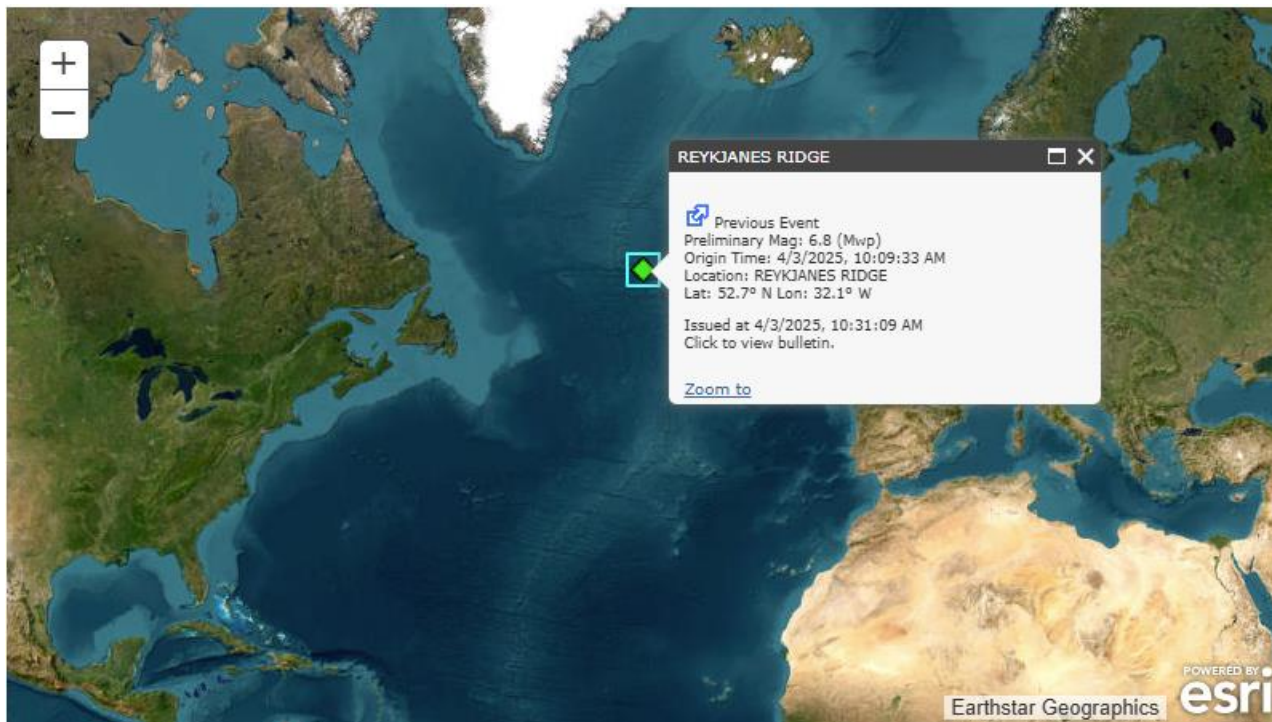 +
−
REYKJANES RIDGE
Previous Event
Preliminary Mag: 6.8 (Mwp)
Origin Time: 4/3/2025, 10:09:33 AM
Location: REYKJANES RIDGE
Lat: 52.7º N Lon: 32.1º W
Issued at 4/3/2025, 10:31:09 AM
Click to view bulletin.
Zoom to
POWERED BY
esri
Earthstar Geographics